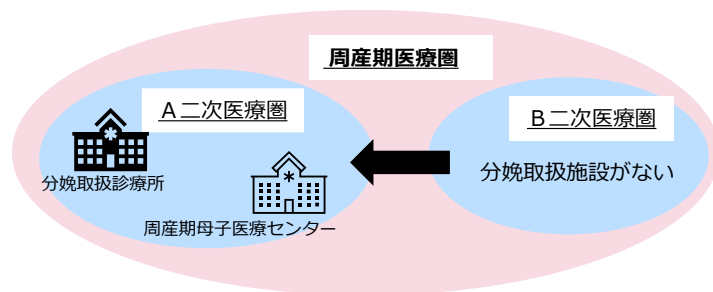 周産期医療圏
A二次医療圏
B二次医療圏
分娩取扱診療所
分娩取扱施設がない
周産期母子医療センター